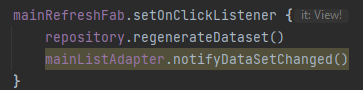 mainRefreshFab.setOnClickListener { it: View!
repository.regenerateDataset()
mainListAdapter.notifyDataSetChanged()
}